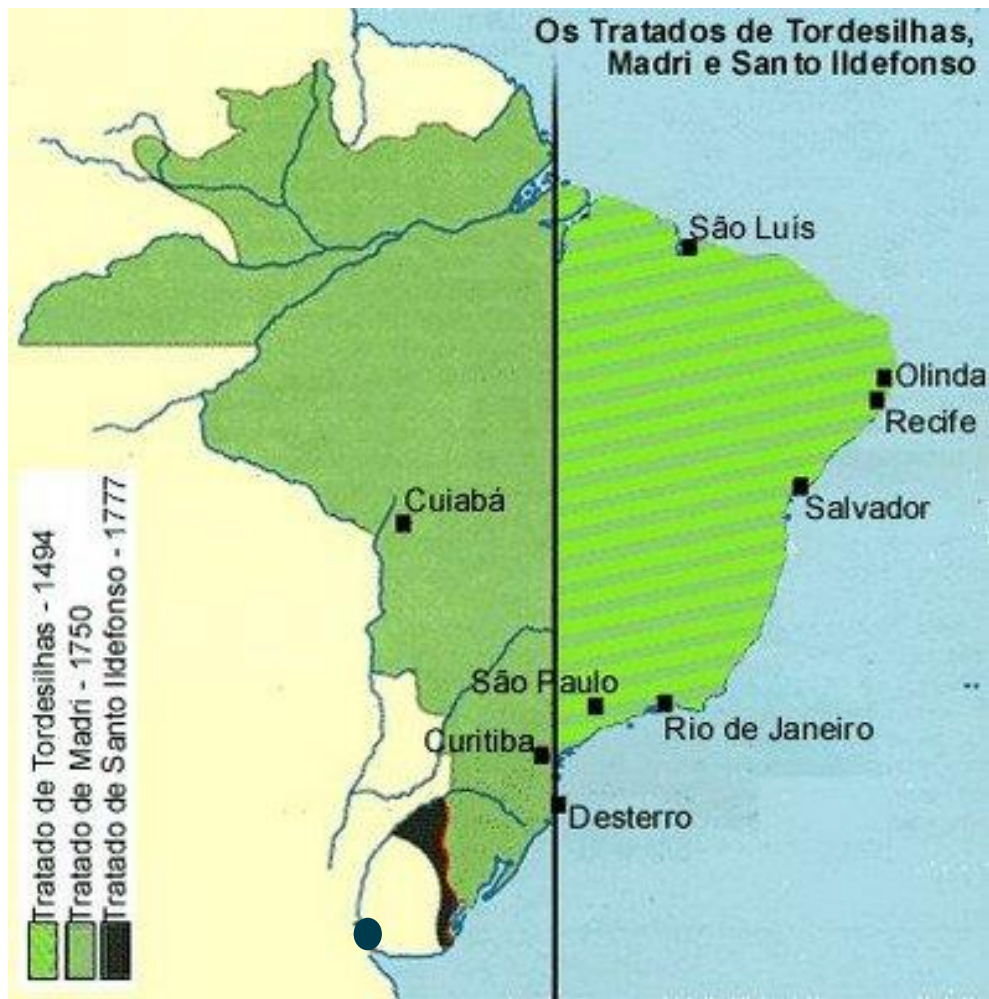 Os Tratados de Tordesilhas,
Madri e Santo Ildefonso
São Luís
Olinda
Recife
Cuiabá
Salvador
São Paulo
Rio de Janeiro
Curitiba
Desterro
Tratado de Tordesilhas - 1494
Tratado de Madri - 1750
Tratado de Santo Ildefonso - 1777